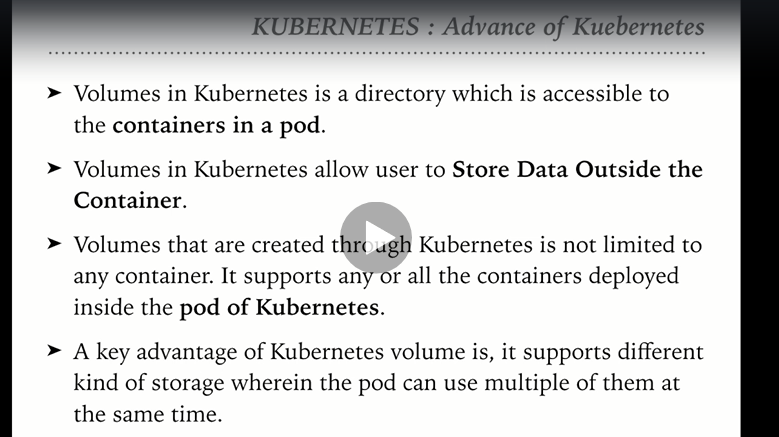 KUBERNETES : Advance of Kuebernetes
➤ Volumes in Kubernetes is a directory which is accessible to
the containers in a pod.
➤ Volumes in Kubernetes allow user to Store Data Outside the
Container.
➤ Volumes that are created through Kubernetes is not limited to
any container. It supports any or all the containers deployed
inside the pod of Kubernetes.
➤ A key advantage of Kubernetes volume is, it supports different
kind of storage wherein the pod can use multiple of them at
the same time.